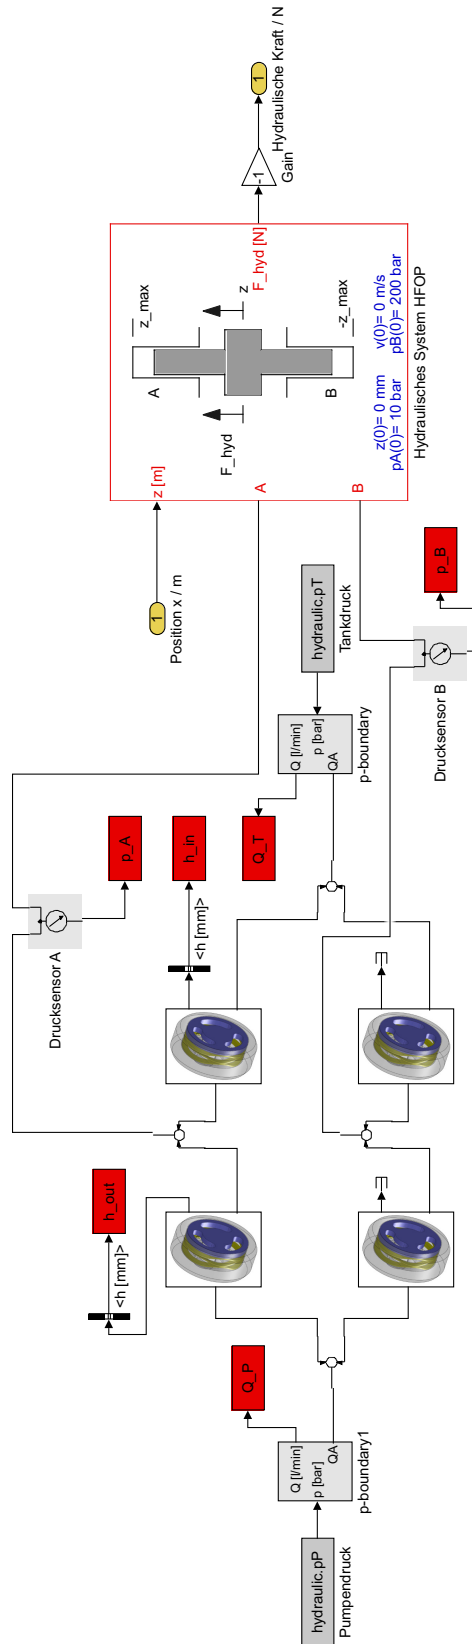 hydraulic.pP
Pumpendruck
Q [l/min]
p [bar]
QA
p-boundary1
Q_P
h_out
<h [mm]>
Drucksensor A
p_A
h_in
<h [mm]>
Q_T
Q [l/min]
p [bar]
QA
p-boundary
hydraulic.pT
Tankdruck
Drucksensor B
p_B
1
Position x / m
z [m]
A
B
F_hyd
A
B
z_max
z
-z_max
F_hyd [N]
z(0)= 0 mm v(0)= 0 m/s
pA(0)= 10 bar pB(0)= 200 bar
Hydraulisches System HFOP
-1
Gain
1
Hydraulische Kraft / N